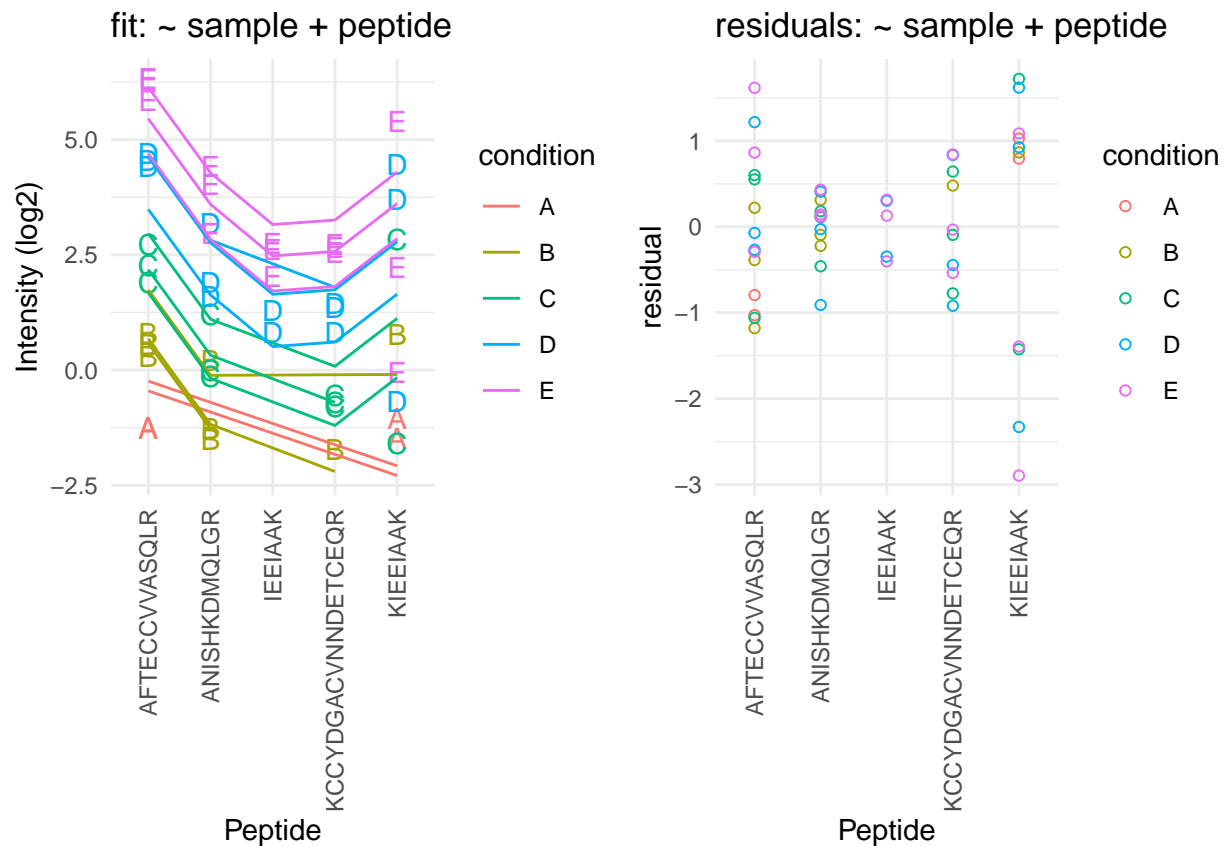 fit: ~ sample + peptide
Intensity (log2)
5.0
2.5
0.0
−2.5
E
E
E
D
D
D
C
C
C
B
B
B
A
E
E
E
D
D
D
C
C
C
B
B
B
E
E
E
D
D
E
E
E
D
D
D
C
C
C
B
E
D
D
C
E
B
E
D
A
A
C
AFTECCVVASQLR
ANISHKDMQLGR
IEEIAAK
KCCYDGACVNNDETCEQR
KIEEIAAK
Peptide
condition
A
B
C
D
E
residuals: ~ sample + peptide
residual
1
0
−1
−2
−3
AFTECCVVASQLR
ANISHKDMQLGR
IEEIAAK
KCCYDGACVNNDETCEQR
KIEEIAAK
Peptide
condition
A
B
C
D
E